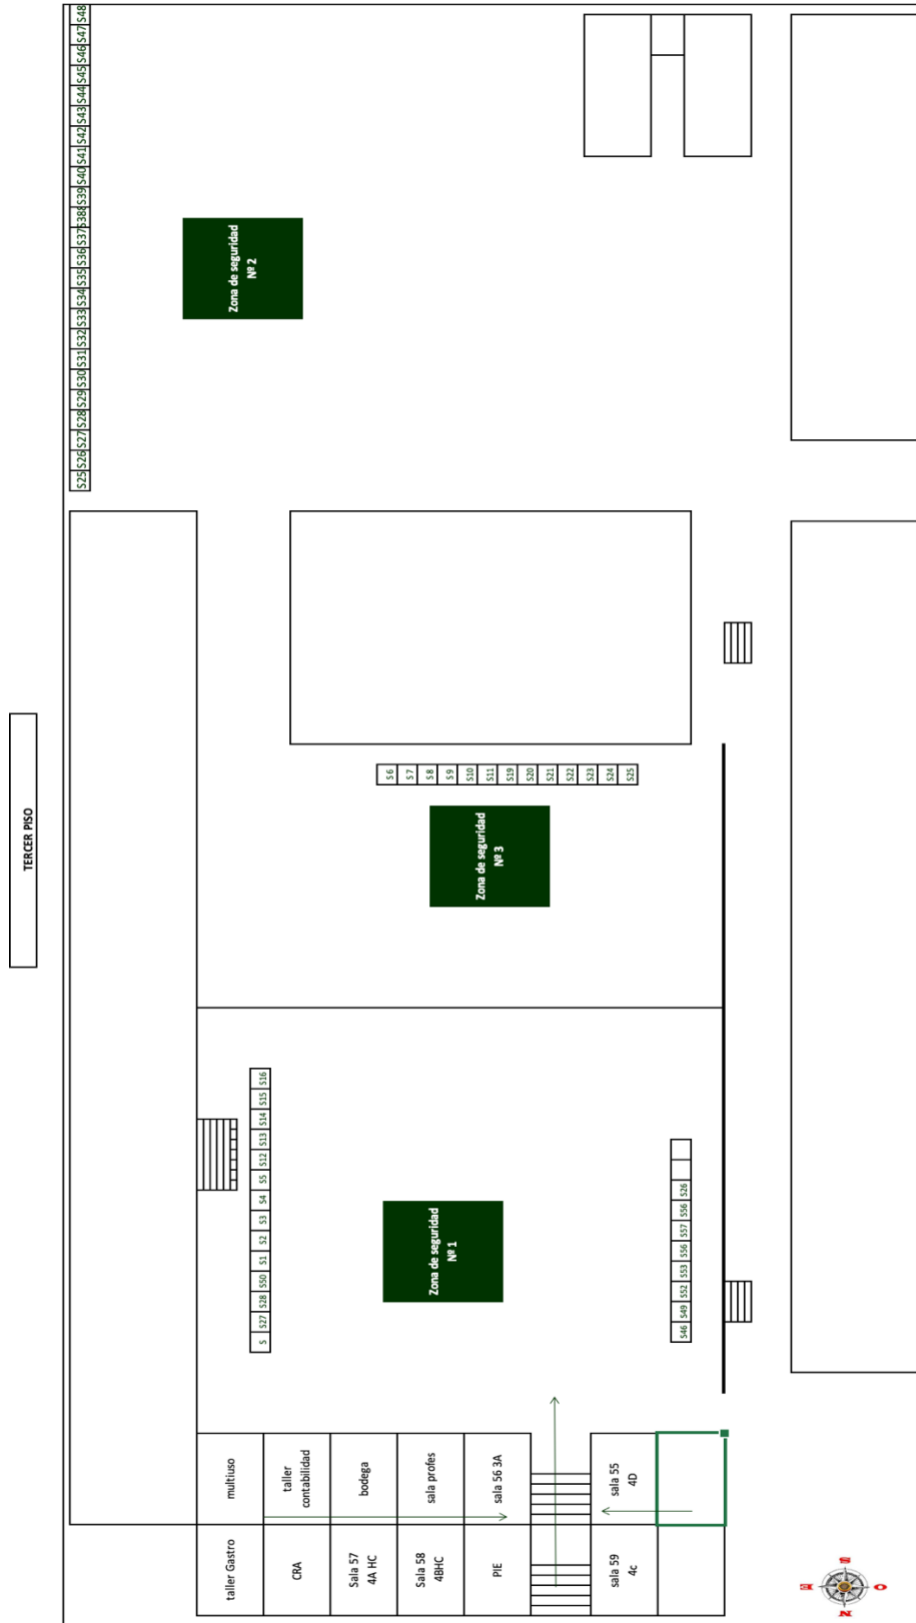 TERCER PISO
S25
S26
S27
S28
S29
S30
S31
S32
S33
S34
S35
S36
S37
S38
S39
S40
S41
S42
S43
S44
S45
S46
S47
S48
Zona de seguridad
Nº 2
S6
S7
S8
S9
S10
S11
S19
S20
S21
S22
S23
S24
S25
Zona de seguridad
Nº 3
S
S27
S28
S50
S1
S2
S3
S4
S5
S12
S13
S14
S15
S16
Zona de seguridad
Nº 1
S46
S49
S52
S53
S56
S57
S56
S26
multiuso
taller
contabilidad
bodega
sala profes
sala 56 3A
sala 55
4D
taller Gastro
CRA
Sala 57
4A HC
Sala 58
4BHC
PIE
sala 59
4c
N
S
E
O